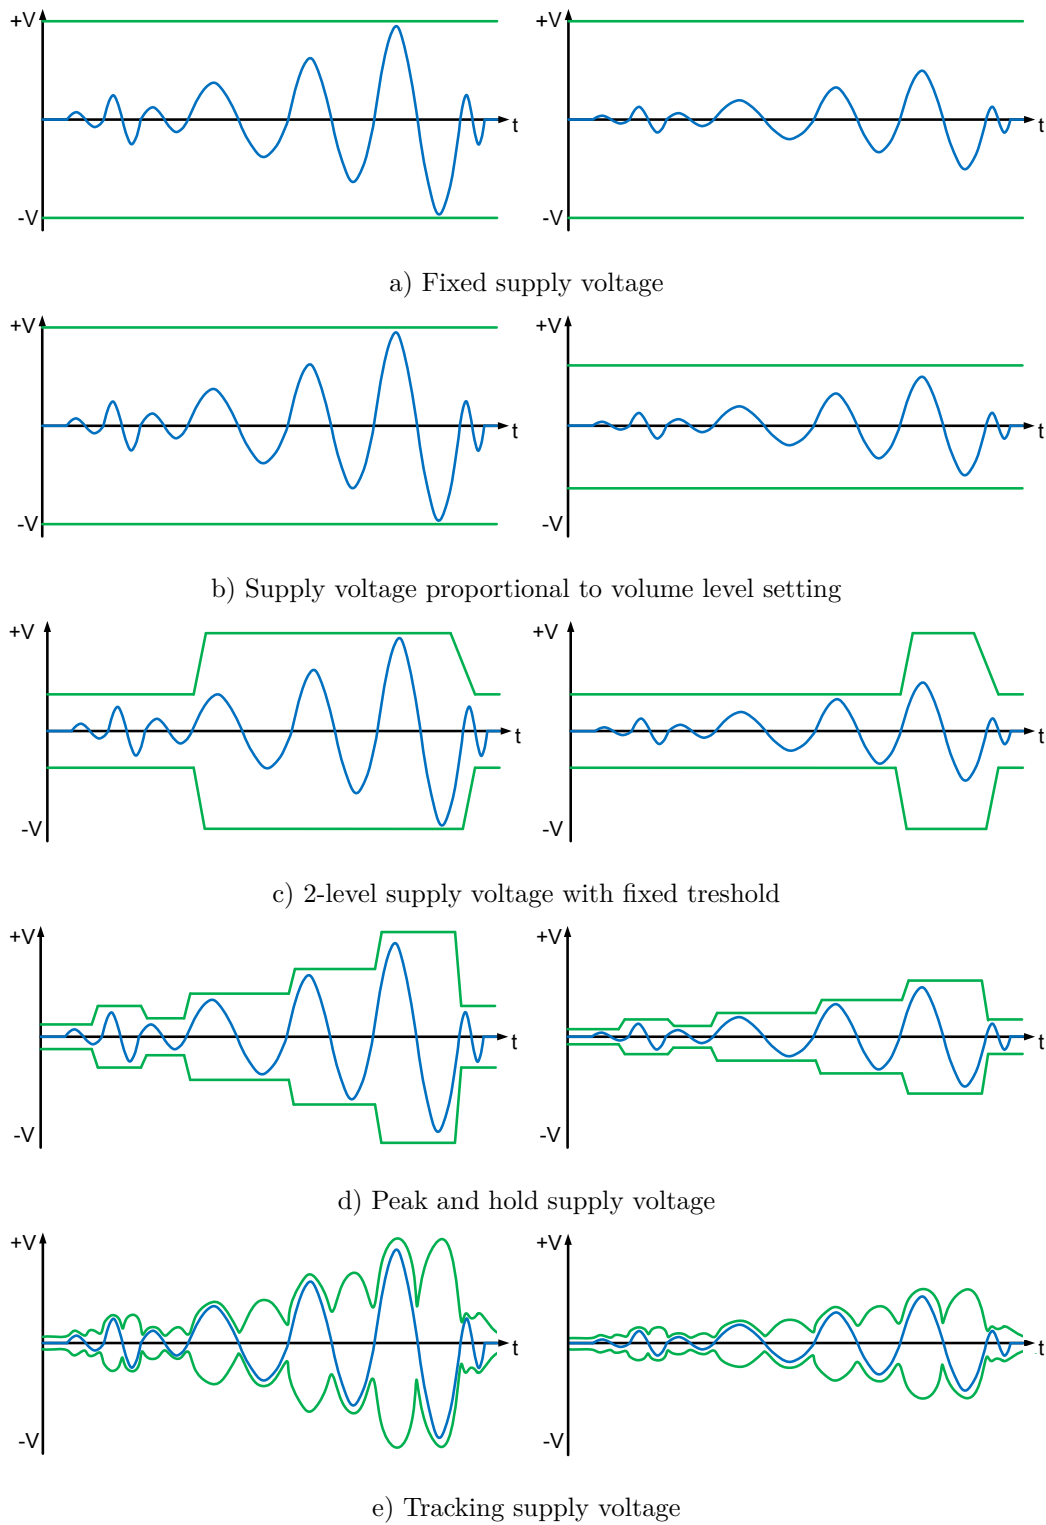 +V +V
t t
-V -V
a) Fixed supply voltage
+V +V
t t
-V -V
b) Supply voltage proportional to volume level setting
+V +V
t t
-V -V
c) 2-level supply voltage with fixed treshold
+V +V
t t
-V -V
d) Peak and hold supply voltage
+V +V
t t
-V -V
e) Tracking supply voltage